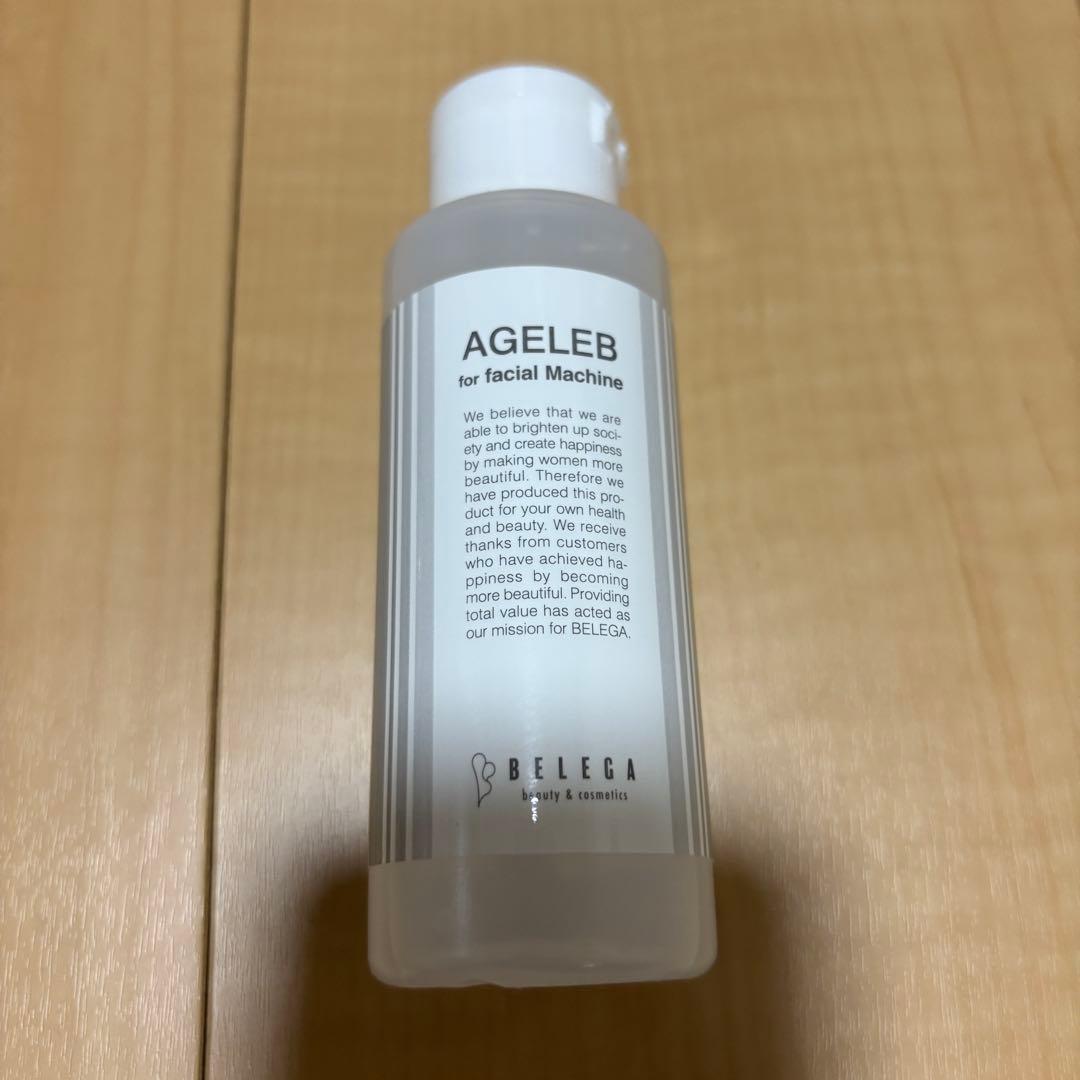 AGELEB
for facial Machine
We believe that we are
able to brighten up soci-
ety and create happiness
by making women more
beautiful. Therefore we
have produced this pro-
duct for your own health
and beauty. We receive
thanks from customers
who have achieved ha-
ppiness by becoming
more beautiful. Providing
total value has acted as
our mission for BELEGA.
BELEGA
beauty & cosmetics